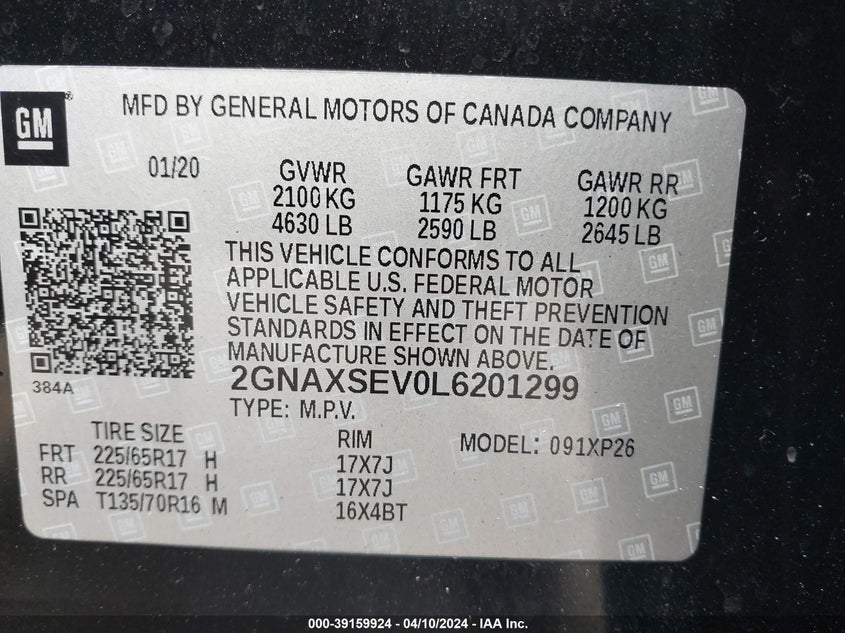 GM
MFD BY GENERAL MOTORS OF CANADA COMPANY
01/20 GVWR GAWR FRT GAWR RR
2100 KG 1175 KG 1200 KG
4630 LB 2590 LB 2645 LB
THIS VEHICLE CONFORMS TO ALL
APPLICABLE U.S. FEDERAL MOTOR
VEHICLE SAFETY AND THEFT PREVENTION
STANDARDS IN EFFECT ON THE DATE OF
MANUFACTURE SHOWN ABOVE.
384A
2GNAXSEV0L6201299
TYPE: M.P.V.
TIRE SIZE RIM MODEL: 091XP26
FRT 225/65R17 H 17X7J
RR 225/65R17 H 17X7J
SPA T135/70R16 M 16X4BT
000-39159924 - 04/10/2024 - IAA Inc.